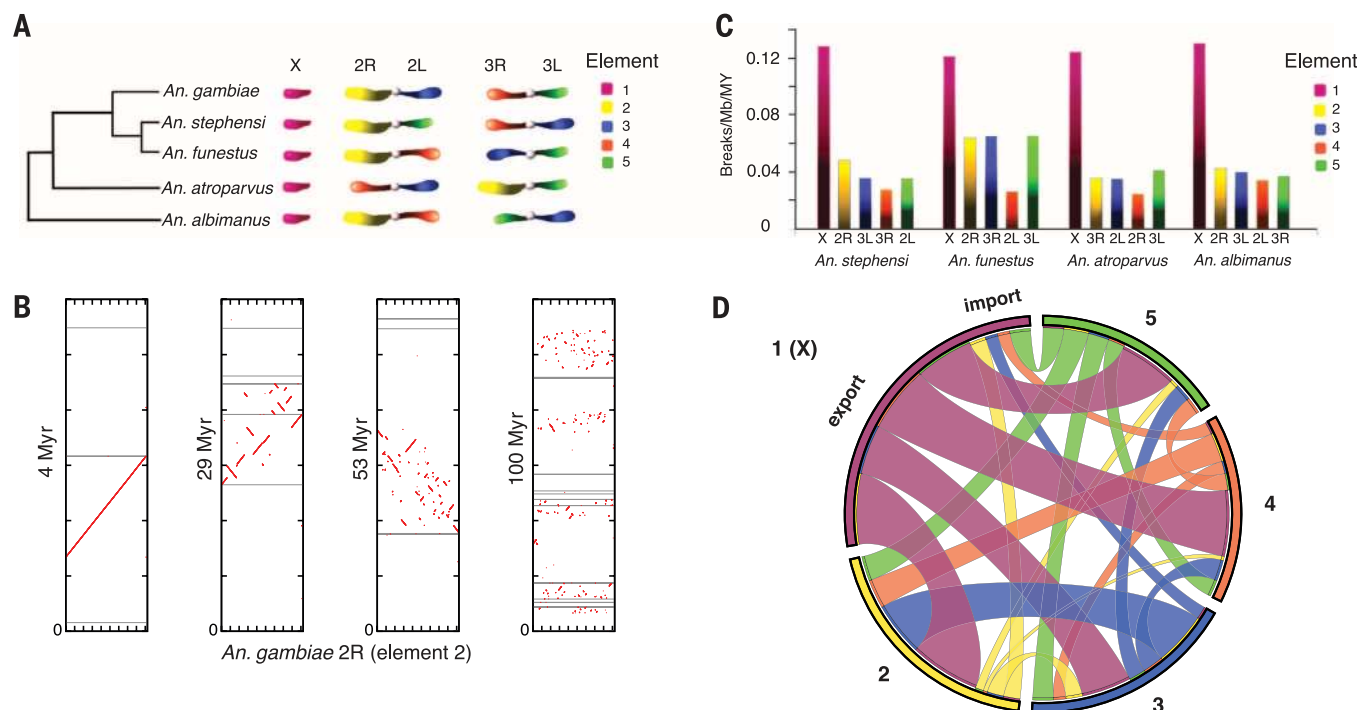 A
X 2R 2L 3R 3L
Element
1
2
3
4
5
An. gambiae
An. stephensi
An. funestus
An. atroparvus
An. albimanus
B
4 Myr
0
29 Myr
0
53 Myr
0
100 Myr
0
An. gambiae 2R (element 2)
C
Breaks/Mb/MY
0.12
0.08
0.04
0
X 2R 3L 3R 2L
An. stephensi
X 2R 3R 2L 3L
An. funestus
X 3R 2L 2R 3L
An. atroparvus
X 2R 3L 2L 3R
An. albimanus
Element
1
2
3
4
5
D
1 (X)
import
export
5
4
3
2